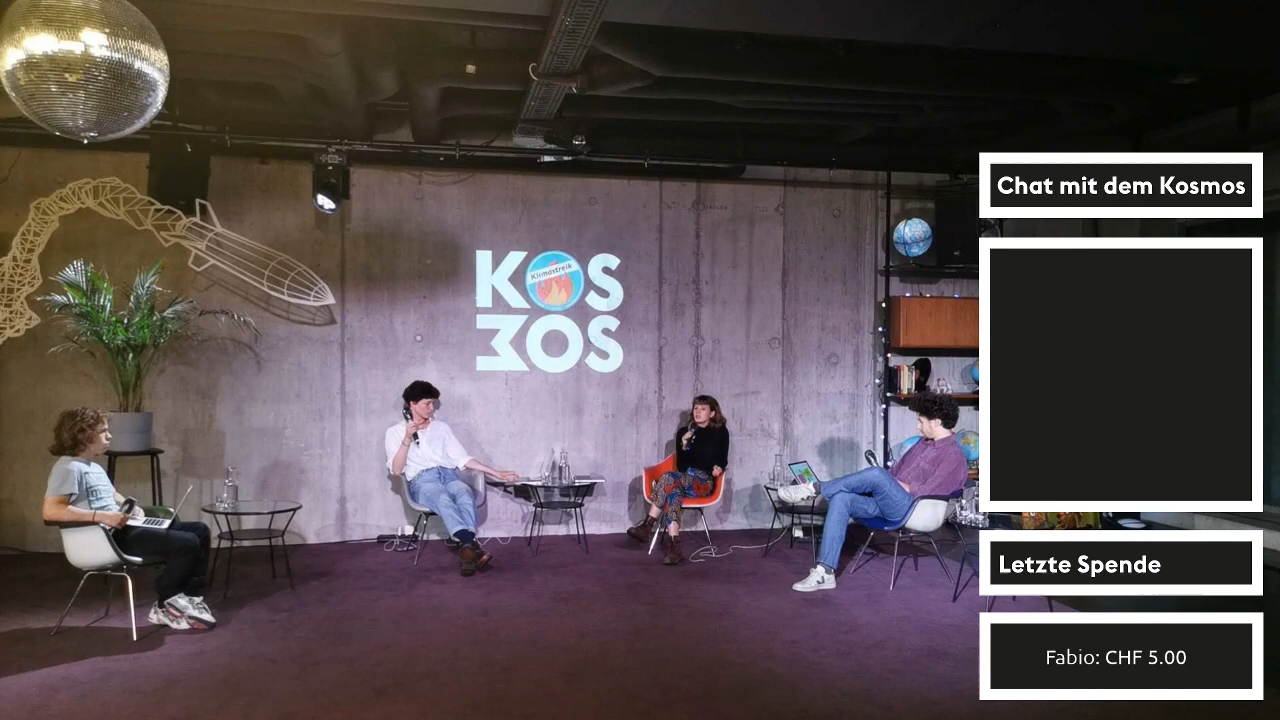 KOS
Klimastreik
MOS
Chat mit dem Kosmos
Letzte Spende
Fabio: CHF 5.00